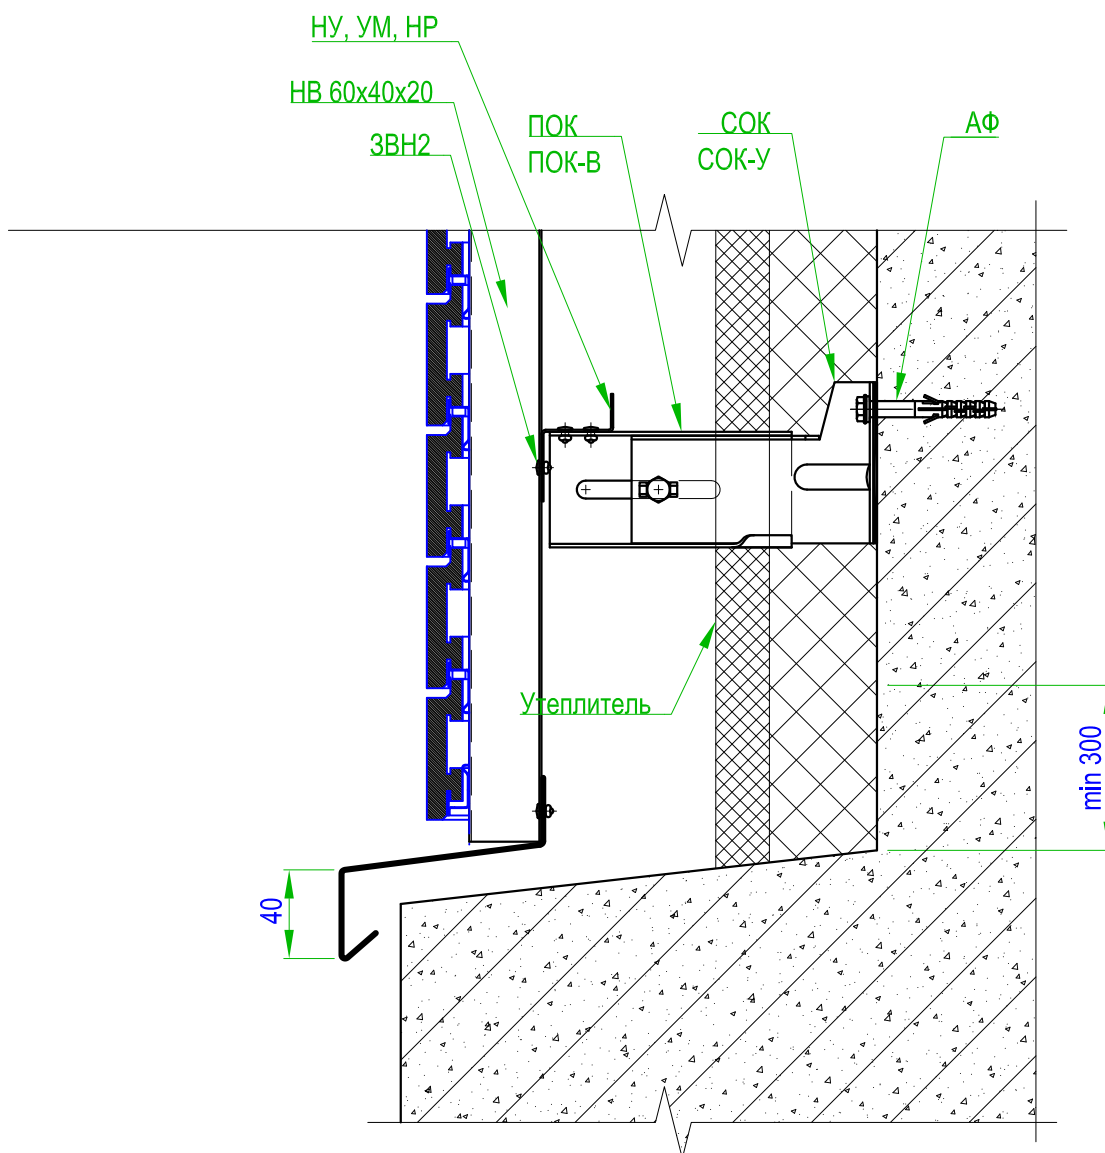 НУ, УМ, НР
НВ 60х40х20
ЗВН2
ПОК
ПОК-В
СОК
СОК-У
АФ
Утеплитель
min 300
40